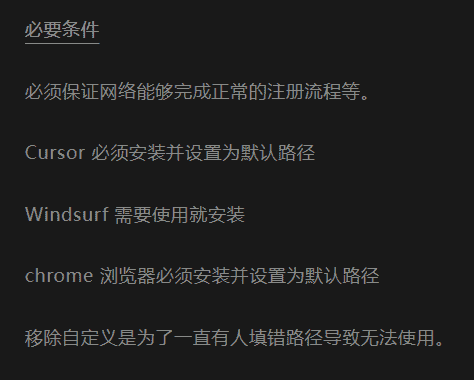 必要条件
必须保证网络能够完成正常的注册流程等。
Cursor 必须安装并设置为默认路径
Windsurf 需要使用就安装
chrome 浏览器必须安装并设置为默认路径
移除自定义是为了一直有人填错路径导致无法使用。